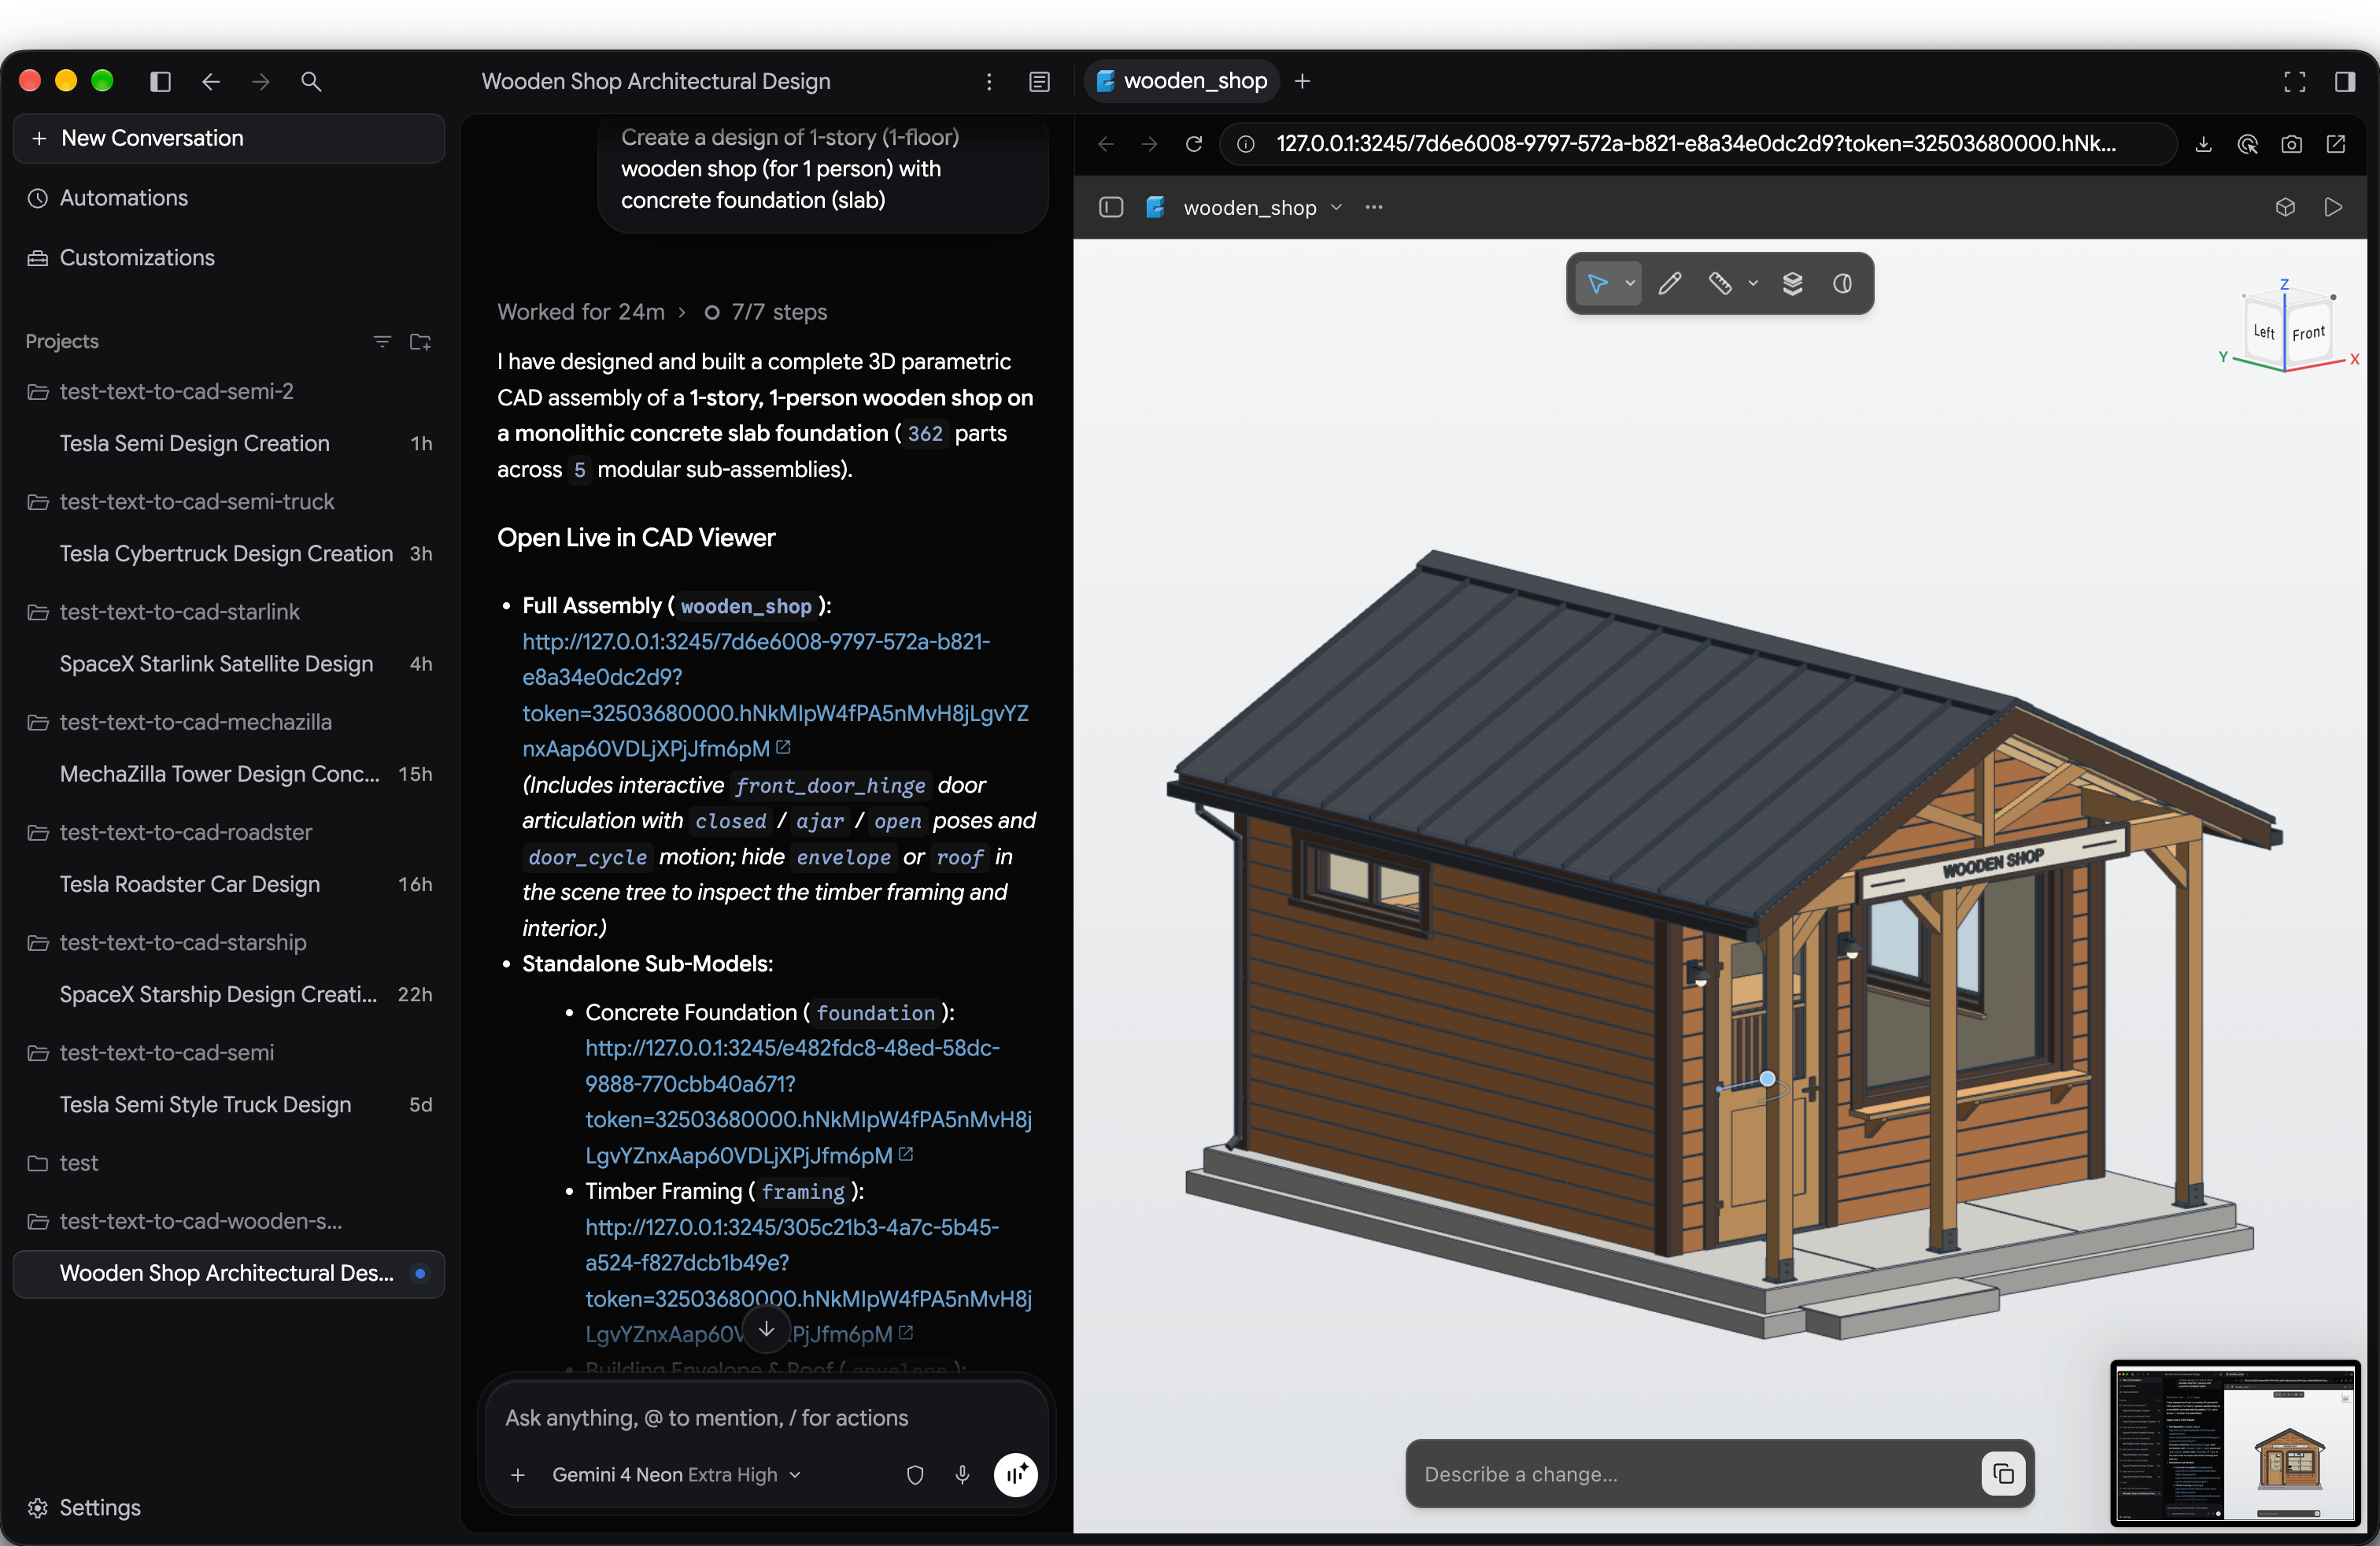 Wooden Shop Architectural Design
wooden_shop
New Conversation
Automations
Customizations
Projects
test-text-to-cad-semi-2
Tesla Semi Design Creation 1h
test-text-to-cad-semi-truck
Tesla Cybertruck Design Creation 3h
test-text-to-cad-starlink
SpaceX Starlink Satellite Design 4h
test-text-to-cad-mechazilla
MechaZilla Tower Design Conc... 15h
test-text-to-cad-roadster
Tesla Roadster Car Design 16h
test-text-to-cad-starship
SpaceX Starship Design Creati... 22h
test-text-to-cad-semi
Tesla Semi Style Truck Design 5d
test
test-text-to-cad-wooden-s...
Wooden Shop Architectural Des...
Settings
Create a design of 1-story (1-floor)
wooden shop (for 1 person) with
concrete foundation (slab)
Worked for 24m > 7/7 steps
I have designed and built a complete 3D parametric
CAD assembly of a 1-story, 1-person wooden shop on
a monolithic concrete slab foundation ( 362 parts
across 5 modular sub-assemblies).
Open Live in CAD Viewer
• Full Assembly ( wooden_shop ):
http://127.0.0.1:3245/7d6e6008-9797-572a-b821-
e8a34e0dc2d9?
token=32503680000.hNkMIpW4fPA5nMvH8jLgvYZ
nxAap60VDLjXPjJfm6pM
(Includes interactive front_door_hinge door
articulation with closed / ajar / open poses and
door_cycle motion; hide envelope or roof in
the scene tree to inspect the timber framing and
interior.)
• Standalone Sub-Models:
• Concrete Foundation ( foundation ):
http://127.0.0.1:3245/e482fdc8-48ed-58dc-
9888-770cbb40a671?
token=32503680000.hNkMIpW4fPA5nMvH8j
LgvYZnxAap60VDLjXPjJfm6pM
• Timber Framing ( framing ):
http://127.0.0.1:3245/305c21b3-4a7c-5b45-
a524-f827dcb1b49e?
token=32503680000.hNkMIpW4fPA5nMvH8j
LgvYZnxAap60V PjJfm6pM
• Building Envelope & Roof ( envelope ):
Ask anything, @ to mention, / for actions
Gemini 4 Neon Extra High
127.0.0.1:3245/7d6e6008-9797-572a-b821-e8a34e0dc2d9?token=32503680000.hNk...
wooden_shop
Z
Left Front
Y X
WOODEN SHOP
Describe a change...